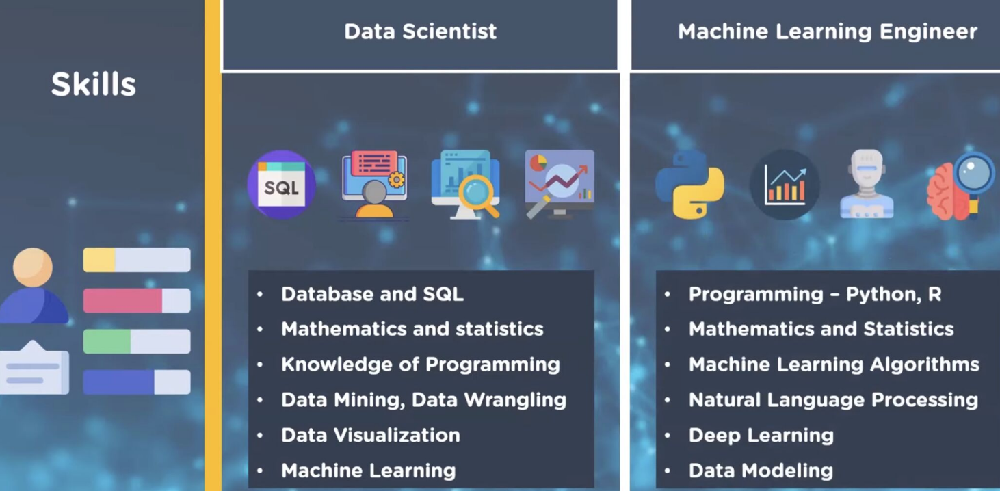 Skills
Data Scientist
SQL
• Database and SQL
• Mathematics and statistics
• Knowledge of Programming
• Data Mining, Data Wrangling
• Data Visualization
• Machine Learning
Machine Learning Engineer
• Programming – Python, R
• Mathematics and Statistics
• Machine Learning Algorithms
• Natural Language Processing
• Deep Learning
• Data Modeling